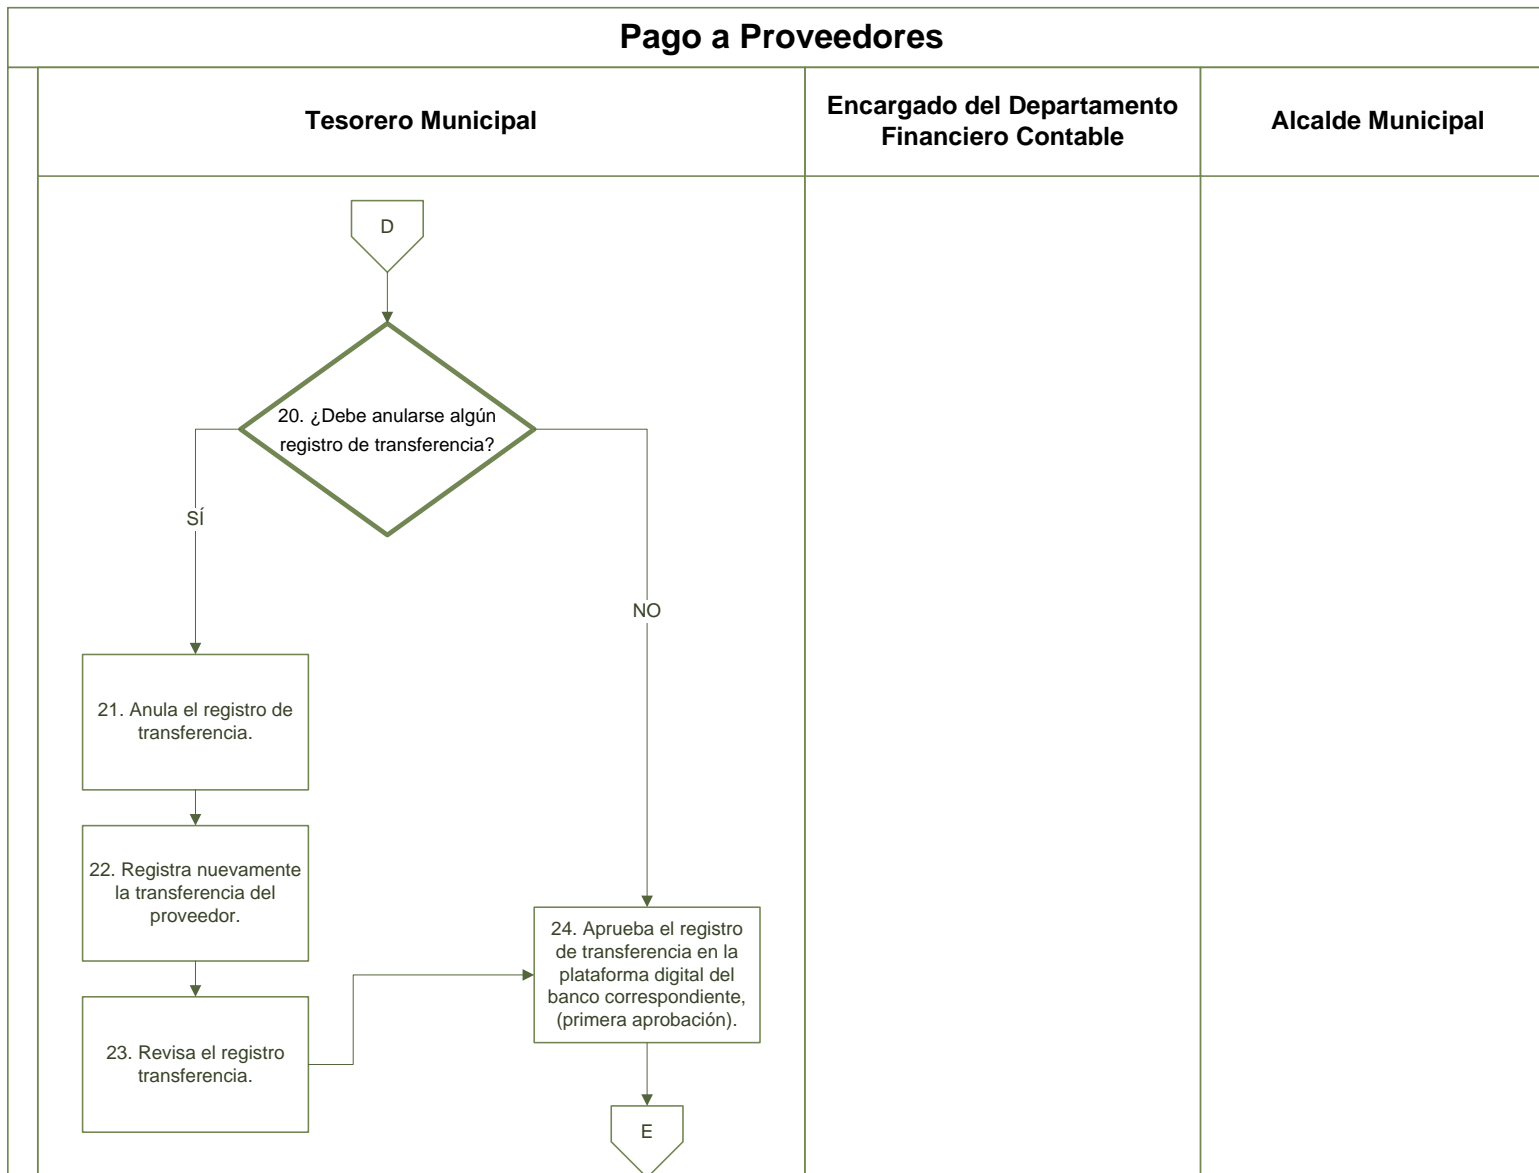 Pago a Proveedores
Tesorero Municipal
Encargado del Departamento
Financiero Contable
Alcalde Municipal
D
20. ¿Debe anularse algún
registro de transferencia?
SÍ
NO
21. Anula el registro de
transferencia.
22. Registra nuevamente
la transferencia del
proveedor.
23. Revisa el registro
transferencia.
24. Aprueba el registro
de transferencia en la
plataforma digital del
banco correspondiente,
(primera aprobación).
E